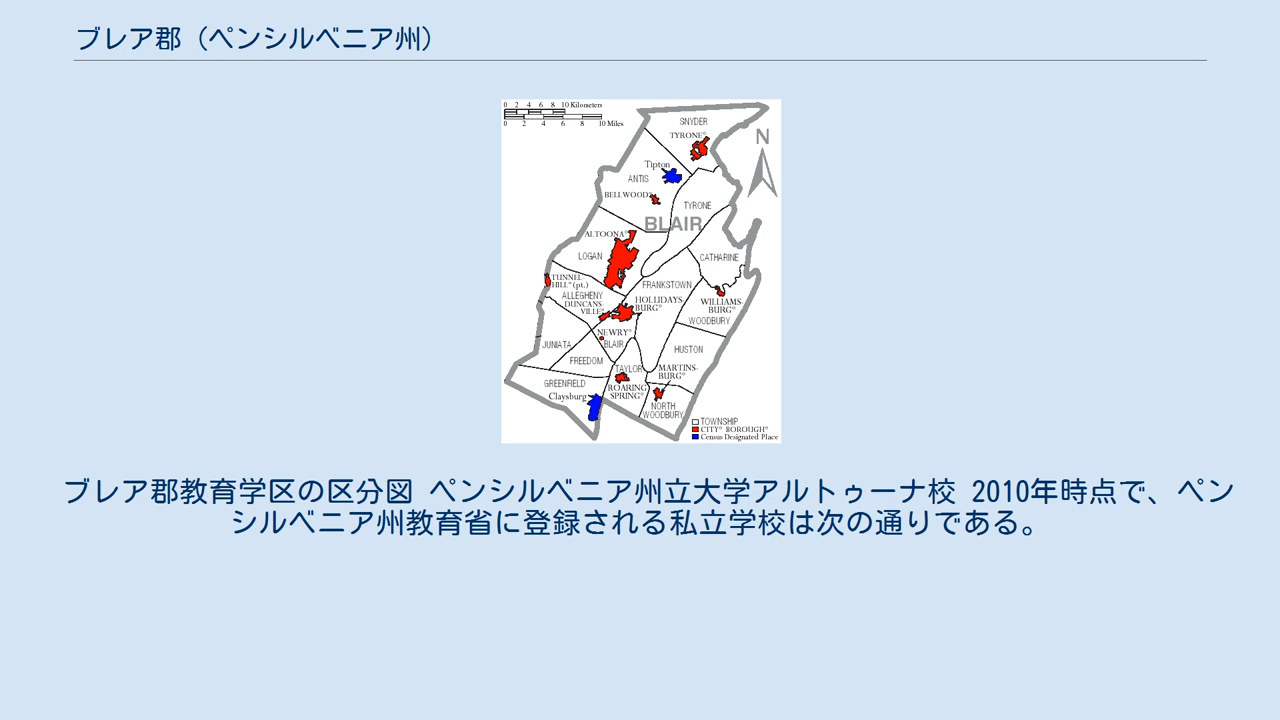 ブレア郡（ペンシルベニア州）
0 2 4 6 8 10 Kilometers
0 2 4 6 8 10 Miles
N
SNYDER
TYRONE°
Tipton
ANTIS
BELLWOOD°
TYRONE
BLAIR
ALTOONA°
LOGAN
CATHARINE
TUNNEL
HILL° (pt.)
FRANKSTOWN
ALLEGHENY
DUNCANS-
VILLE°
HOLLIDAYS-
BURG°
WILLIAMS-
BURG°
WOODBURY
NEWRY°
BLAIR
JUNIATA
HUSTON
FREEDOM
TAYLOR
MARTINS-
BURG°
GREENFIELD
ROARING
SPRING°
Claysburg
NORTH
WOODBURY
TOWNSHIP
CITY° BOROUGH°
Census Designated Place
ブレア郡教育学区の区分図 ペンシルベニア州立大学アルトゥーナ校 2010年時点で、ペン
シルベニア州教育省に登録される私立学校は次の通りである。